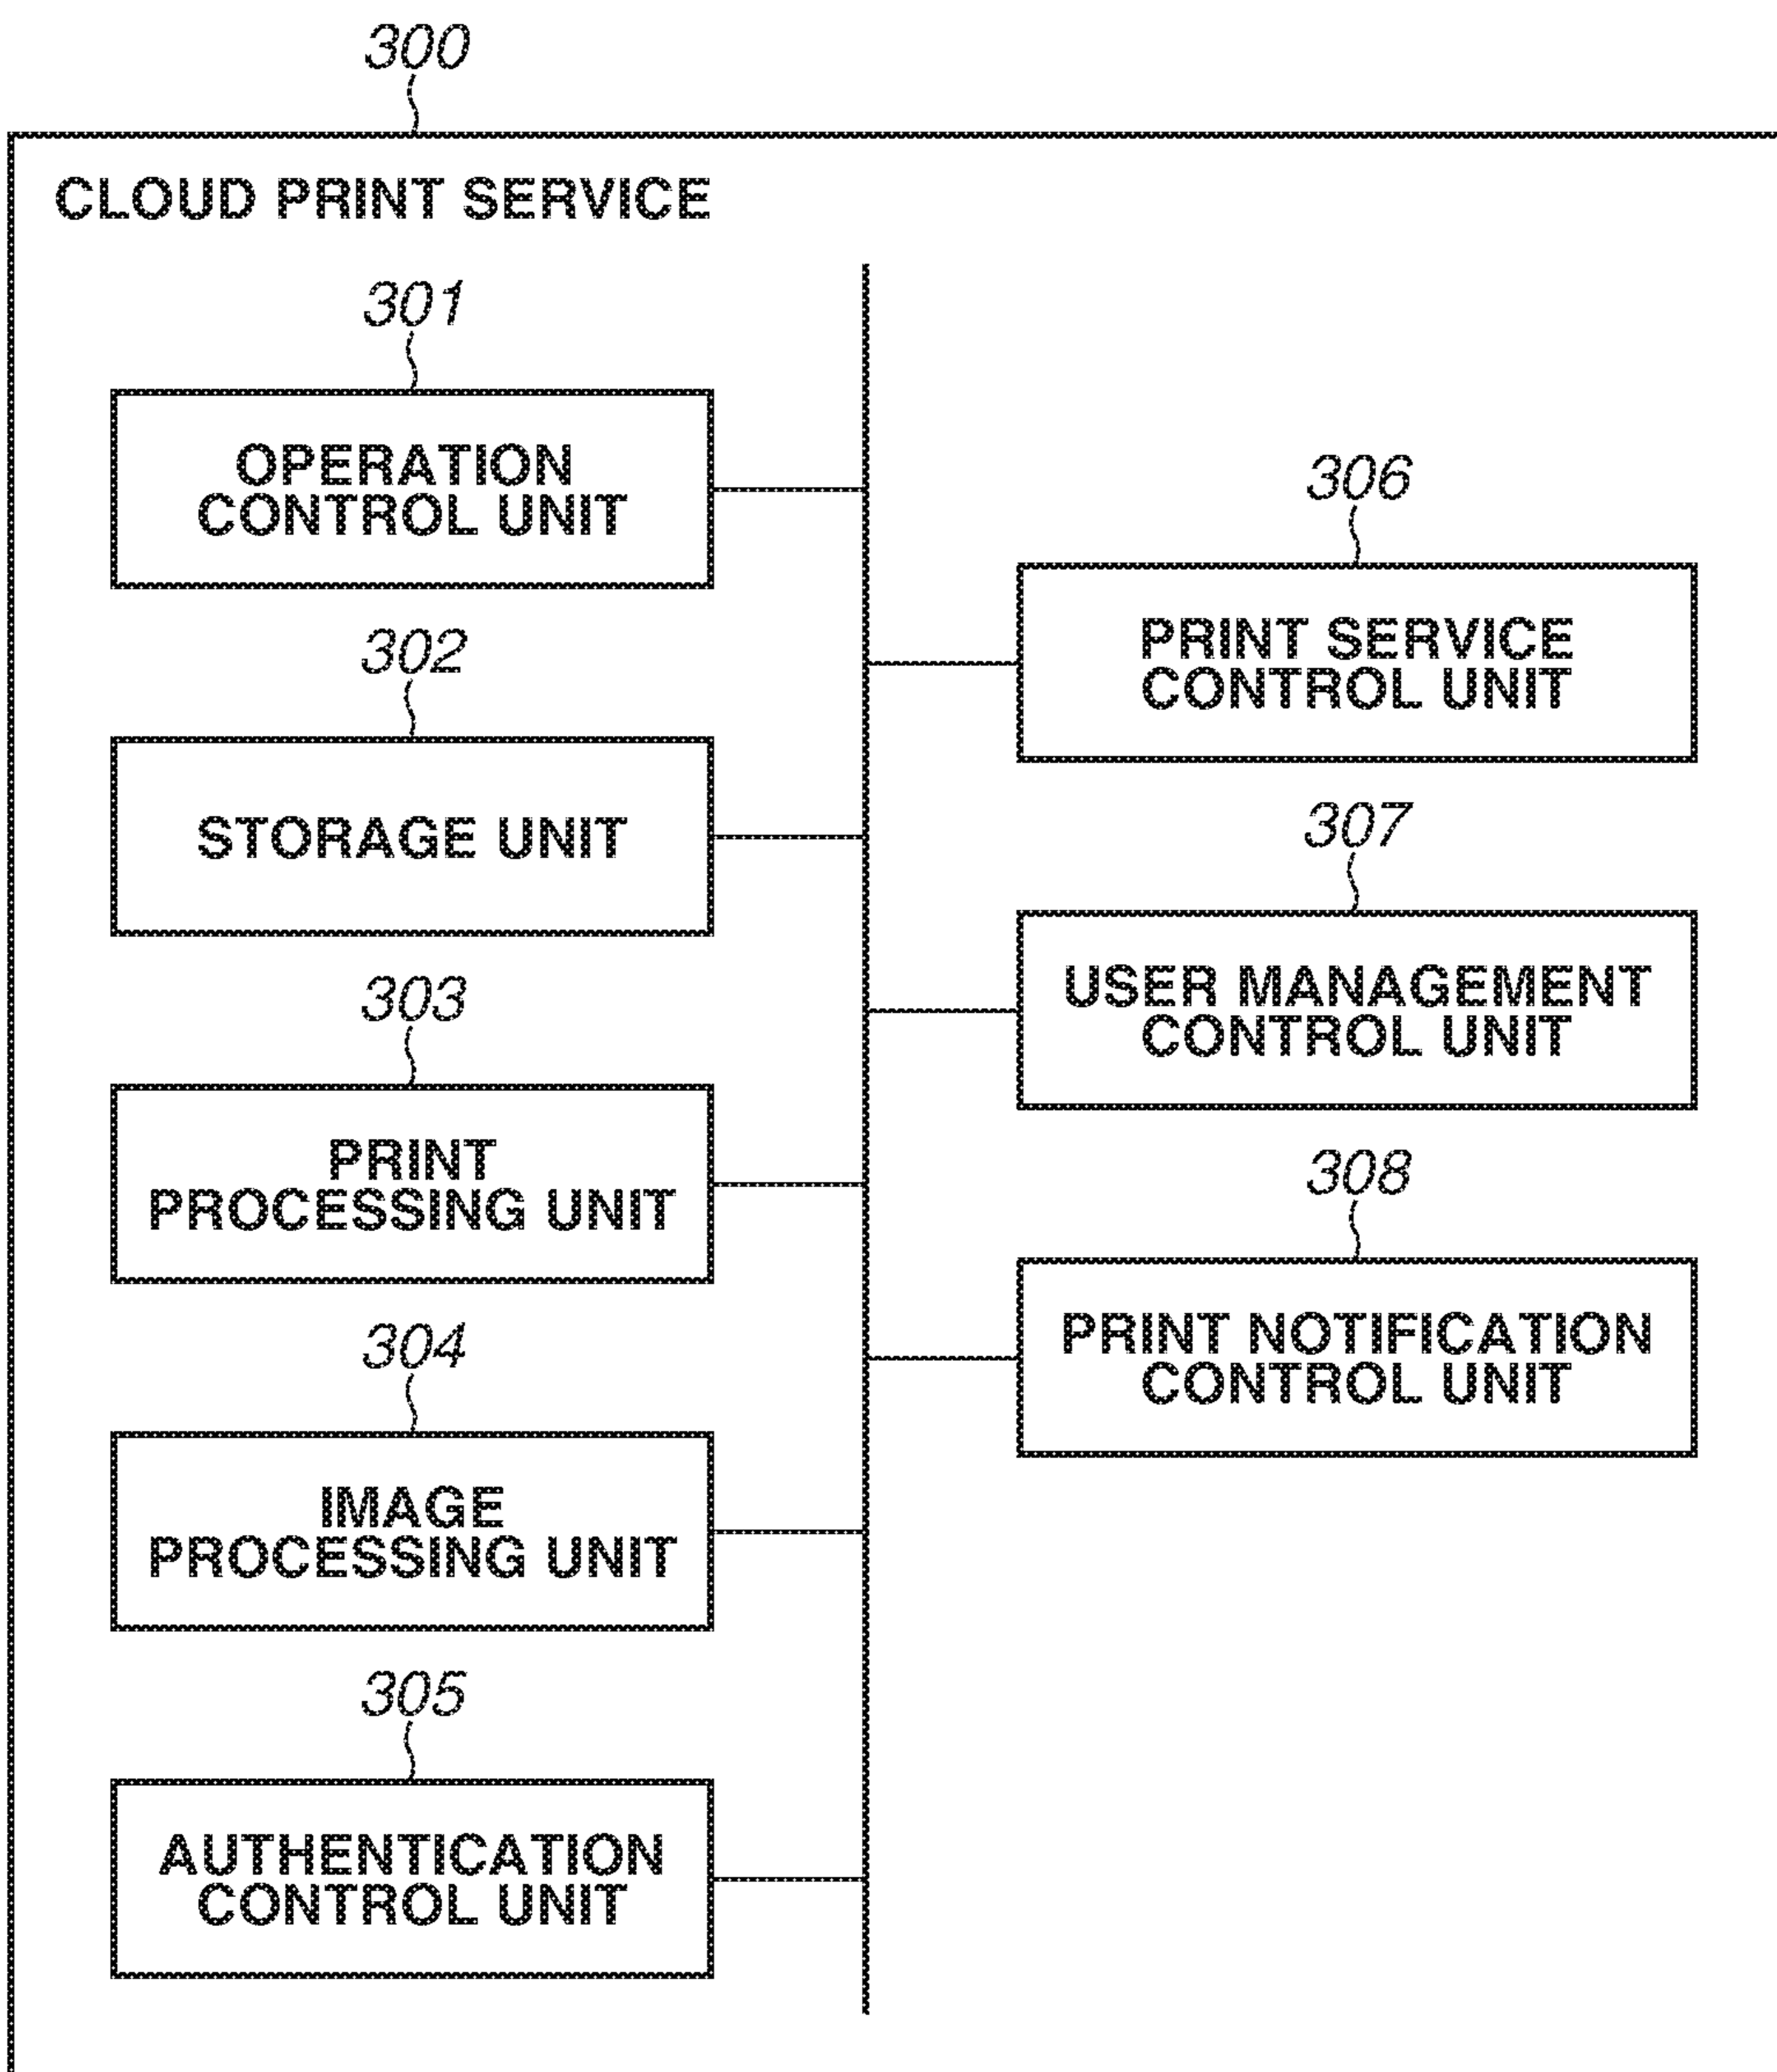 300
CLOUD PRINT SERVICE
301
OPERATION
CONTROL UNIT
302
STORAGE UNIT
303
PRINT
PROCESSING UNIT
304
IMAGE
PROCESSING UNIT
305
AUTHENTICATION
CONTROL UNIT
306
PRINT SERVICE
CONTROL UNIT
307
USER MANAGEMENT
CONTROL UNIT
308
PRINT NOTIFICATION
CONTROL UNIT